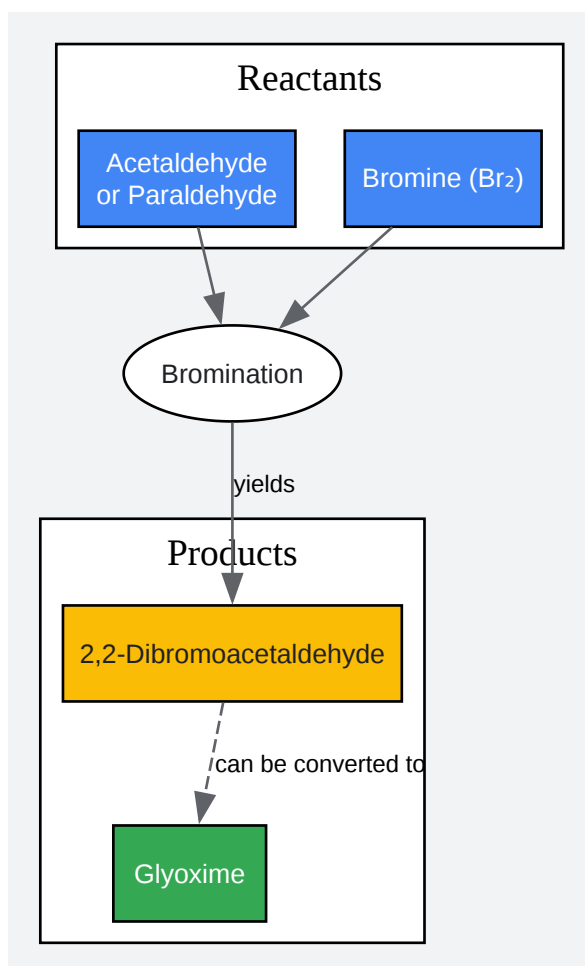 Reactants
Acetaldehyde
or Paraldehyde
Bromine (Br₂)
Bromination
yields
Products
2,2-Dibromoacetaldehyde
can be converted to
Glyoxime